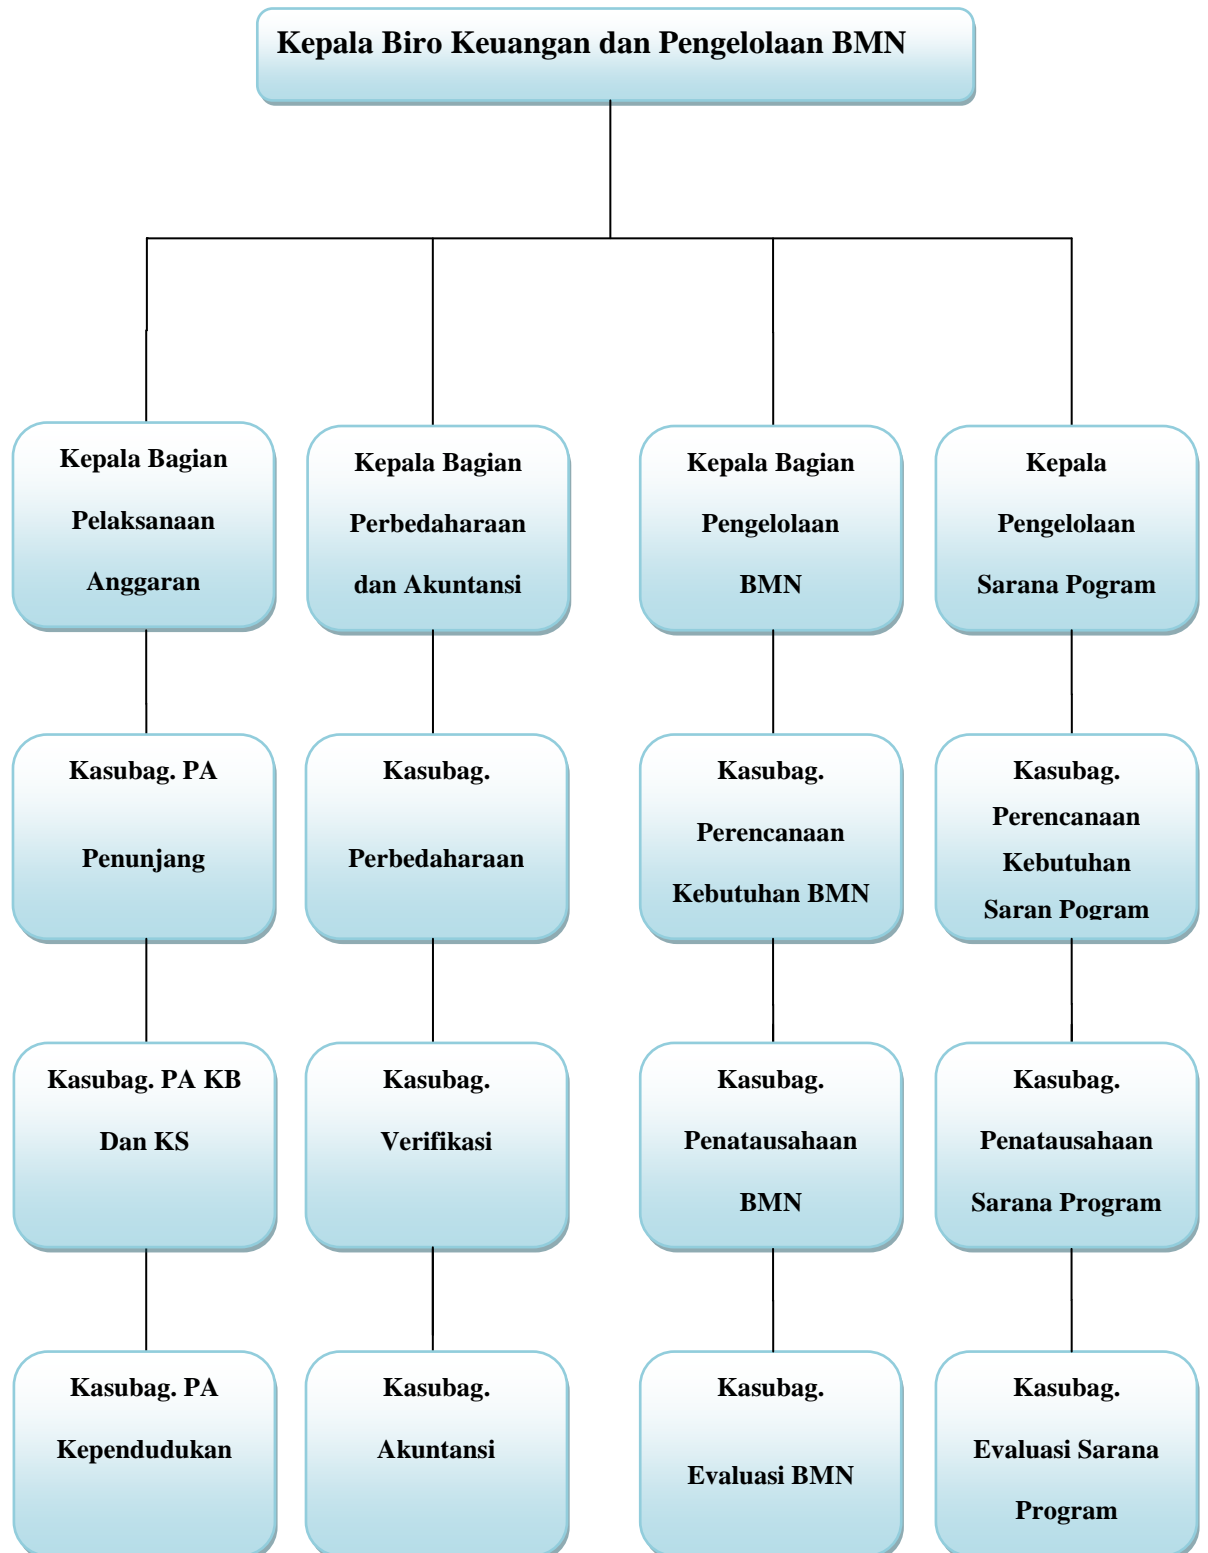 Kepala Biro Keuangan dan Pengelolaan BMN
Kepala Bagian
Pelaksanaan
Anggaran
Kepala Bagian
Perbedaharaan
dan Akuntansi
Kepala Bagian
Pengelolaan
BMN
Kepala
Pengelolaan
Sarana Pogram
Kasubag. PA
Penunjang
Kasubag.
Perbedaharaan
Kasubag.
Perencanaan
Kebutuhan BMN
Kasubag.
Perencanaan
Kebutuhan
Saran Pogram
Kasubag. PA KB
Dan KS
Kasubag.
Verifikasi
Kasubag.
Penatausahaan
BMN
Kasubag.
Penatausahaan
Sarana Program
Kasubag. PA
Kependudukan
Kasubag.
Akuntansi
Kasubag.
Evaluasi BMN
Kasubag.
Evaluasi Sarana
Program